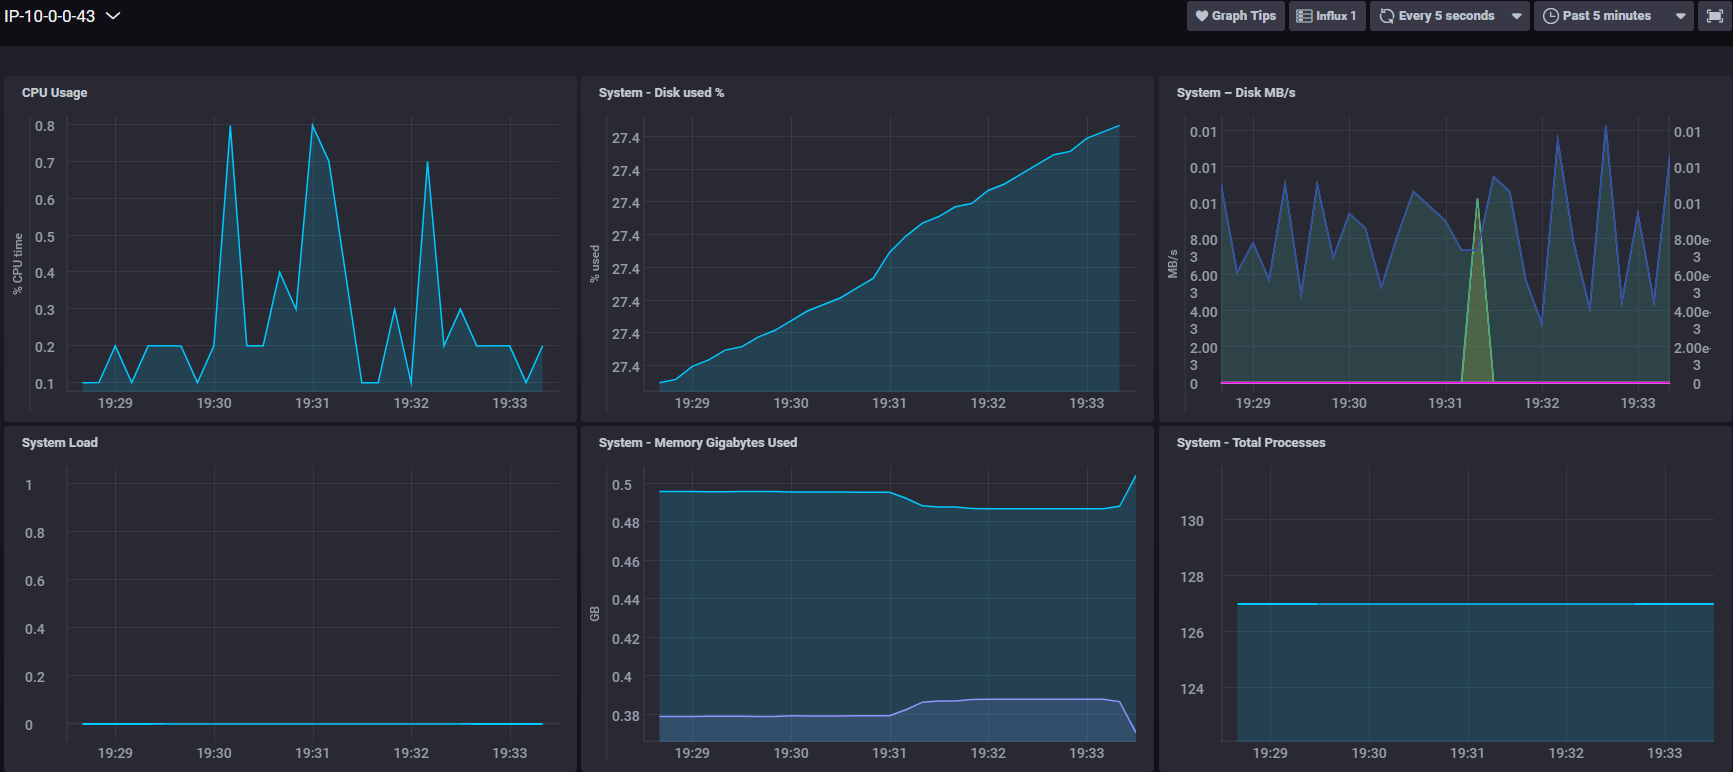 IP-10-0-0-43
Graph Tips
Influx 1
Every 5 seconds
Past 5 minutes
CPU Usage
% CPU time
0.8
0.7
0.6
0.5
0.4
0.3
0.2
0.1
19:29 19:30 19:31 19:32 19:33
System - Disk used %
% used
27.4
27.4
27.4
27.4
27.4
27.4
27.4
27.4
19:29 19:30 19:31 19:32 19:33
System – Disk MB/s
MB/s
0.01
0.01
0.01
8.00
3
6.00
3
4.00
3
2.00
3
0
0.01
0.01
0.01
8.00e-
3
6.00e-
3
4.00e-
3
2.00e-
3
0
19:29 19:30 19:31 19:32 19:33
System Load
1
0.8
0.6
0.4
0.2
0
19:29 19:30 19:31 19:32 19:33
System - Memory Gigabytes Used
GB
0.5
0.48
0.46
0.44
0.42
0.4
0.38
19:29 19:30 19:31 19:32 19:33
System - Total Processes
130
128
126
124
19:29 19:30 19:31 19:32 19:33